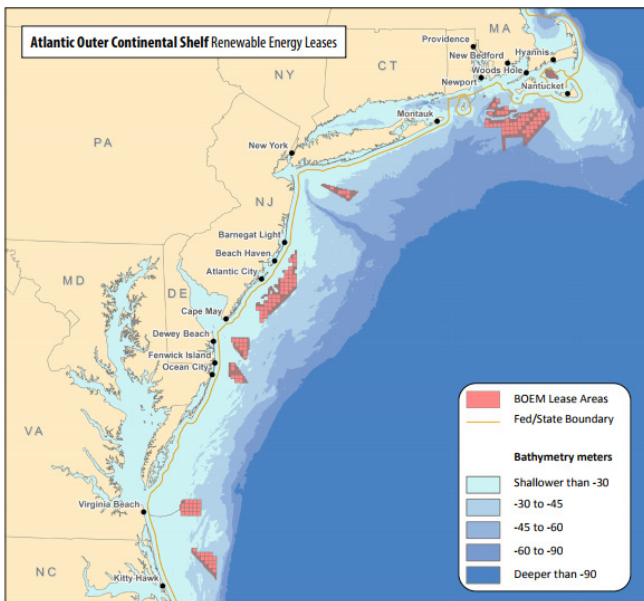 Atlantic Outer Continental Shelf Renewable Energy Leases
MA
Providence
Hyannis
New Bedford
NY
CT
Woods Hole
Newport
Nantucket
Montauk
New York
PA
NJ
Barnegat Light
Beach Haven
MD
Atlantic City
DE
Cape May
Dewey Beach
Fenwick Island
Ocean City
VA
Virginia Beach
NC
Kitty Hawk
BOEM Lease Areas
Fed/State Boundary
Bathymetry meters
Shallower than -30
-30 to -45
-45 to -60
-60 to -90
Deeper than -90